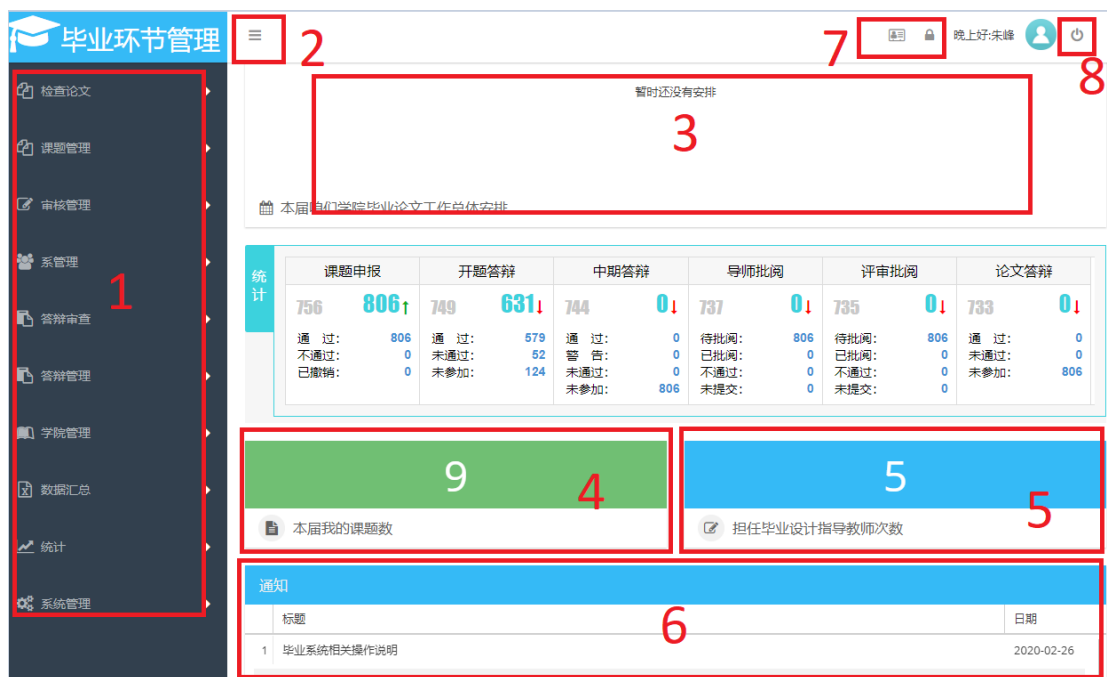 毕业环节管理
2
7
晚上好:朱峰
8
检查论文
课题管理
审核管理
系管理
答辩审查
答辩管理
学院管理
数据汇总
统计
系统管理
1
暂时还没有安排
3
本届咱们学院毕业论文工作总体安排
统计
课题申报 开题答辩 中期答辩 导师批阅 评审批阅 论文答辩
756 806↑ 749 631↓ 744 0↓ 737 0↓ 735 0↓ 733 0↓
通 过: 806 通 过: 579 通 过: 0 待批阅: 806 待批阅: 806 通 过: 0
不通过: 0 未通过: 52 警 告: 0 已批阅: 0 已批阅: 0 未通过: 0
已撤销: 0 未参加: 124 未通过: 0 不通过: 0 不通过: 0 未参加: 806
未参加: 806 未提交: 0 未提交: 0
9 5
4 5
本届我的课题数 担任毕业设计指导教师次数
通知
标题 日期
6
1 毕业系统相关操作说明 2020-02-26